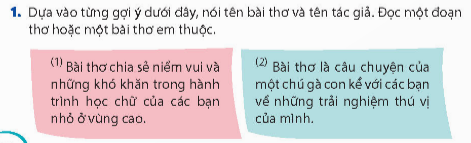 1. Dựa vào từng gợi ý dưới đây, nói tên bài thơ và tên tác giả. Đọc một đoạn
thơ hoặc một bài thơ em thuộc.
(1) Bài thơ chia sẻ niềm vui và
những khó khăn trong hành
trình học chữ của các bạn
nhỏ ở vùng cao.
(2) Bài thơ là câu chuyện của
một chú gà con kể với các bạn
về những trải nghiệm thú vị
của mình.